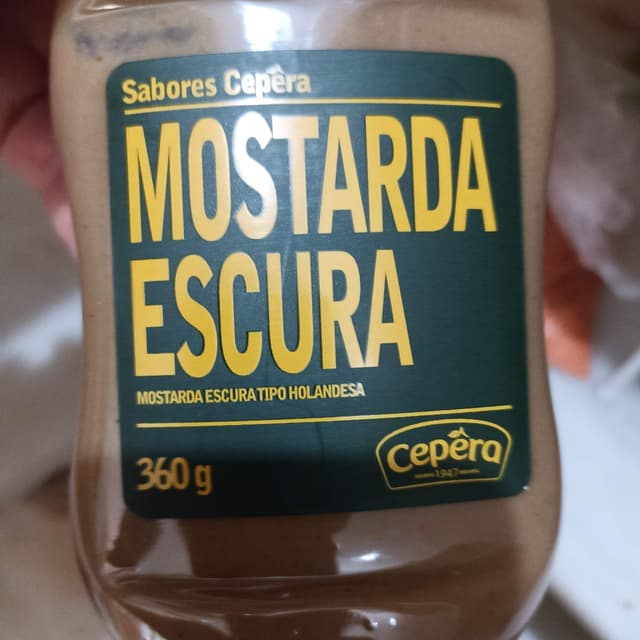 Sabores Cepêra
MOSTARDA
ESCURA
MOSTARDA ESCURA TIPO HOLANDESA
360 g
Cepêra
1947